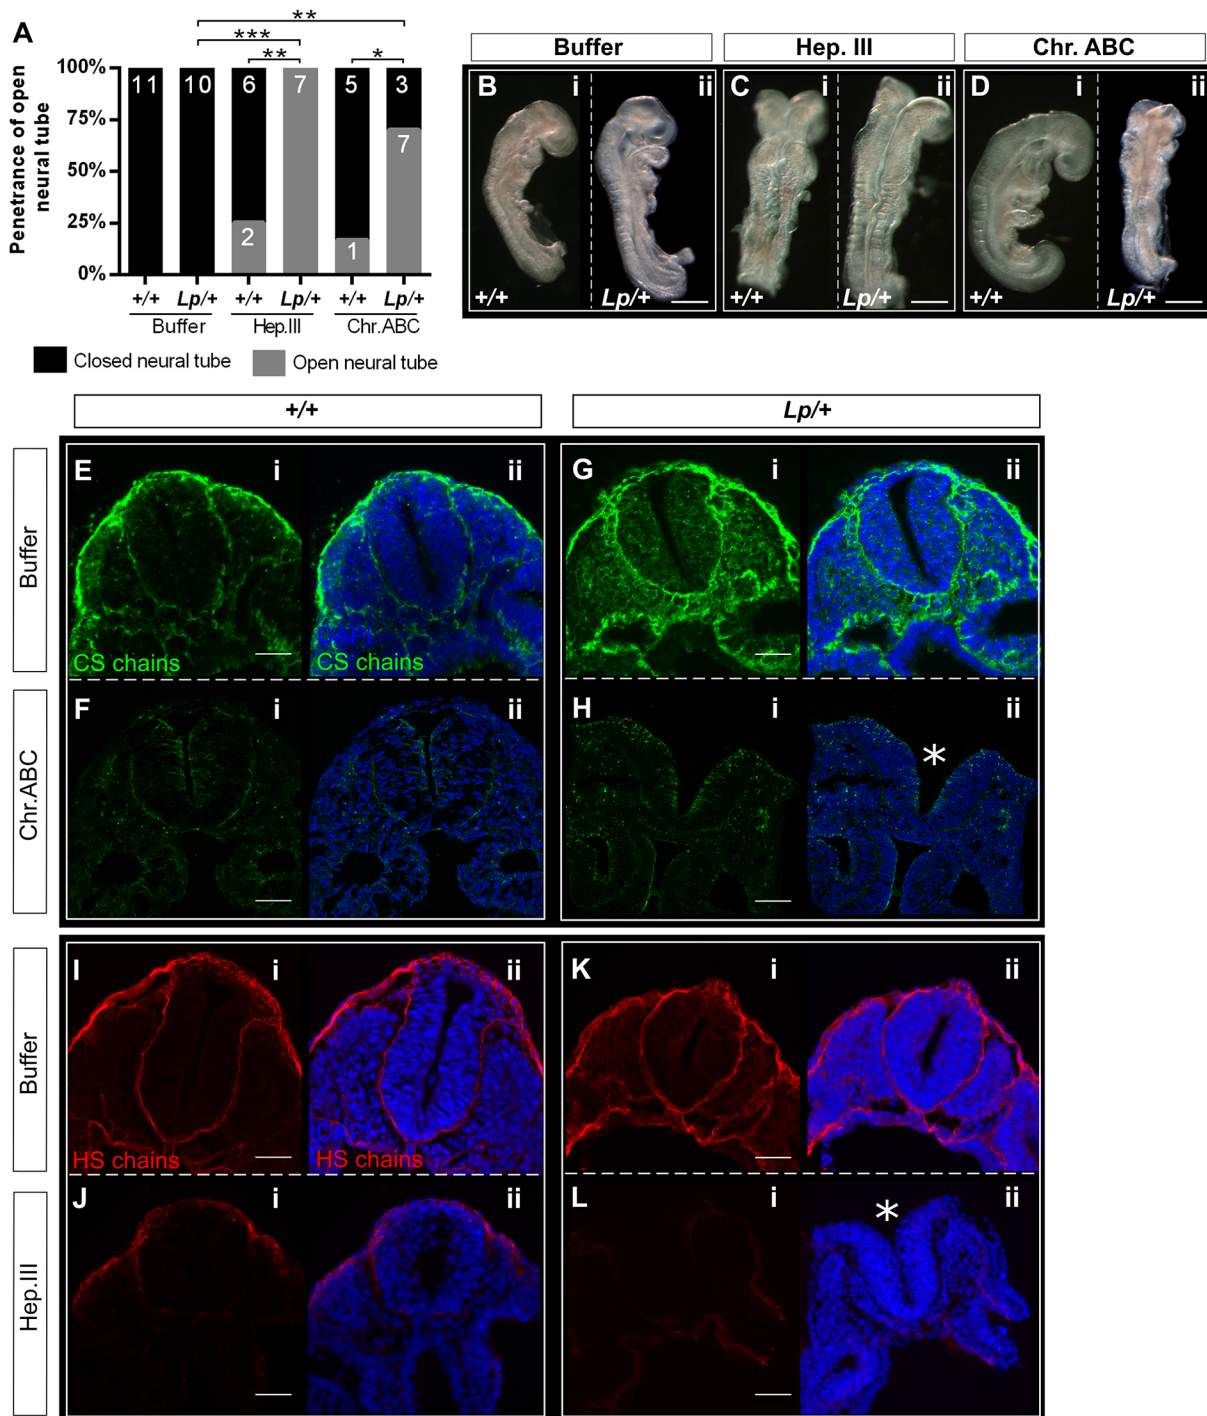 A
**
***
**
*
Penetrance of open
neural tube
100%
75%
50%
25%
0%
11
10
6
7
5
3
2
1
7
+/+
Lp/+
+/+
Lp/+
+/+
Lp/+
Buffer
Hep.III
Chr.ABC
Closed neural tube
Open neural tube
Buffer
Hep. III
Chr. ABC
B
i
ii
+/+
Lp/+
C
i
ii
+/+
Lp/+
D
i
ii
+/+
Lp/+
+/+
Lp/+
Buffer
E
i
ii
CS chains
DAPI
CS chains
G
i
ii
Chr.ABC
F
i
ii
H
i
ii
*
Buffer
I
i
ii
HS chains
DAPI
HS chains
K
i
ii
Hep.III
J
i
ii
L
i
ii
*